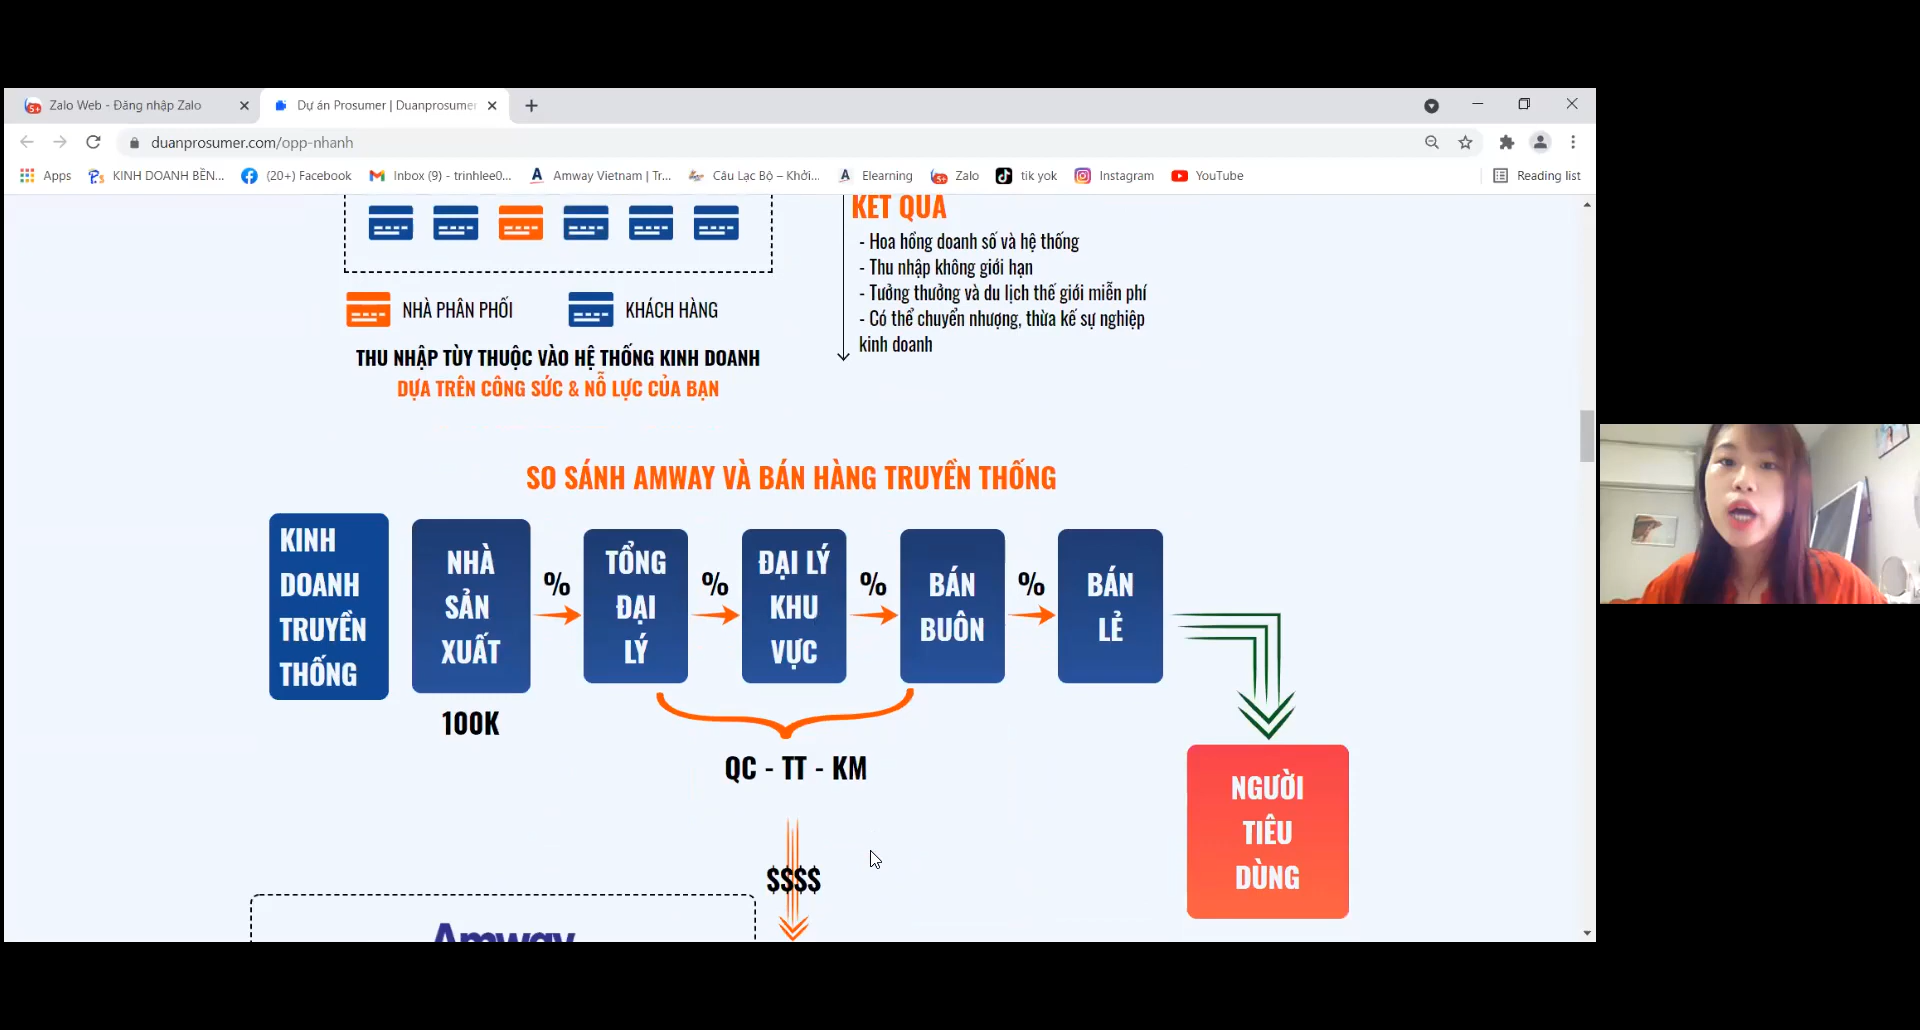 Zalo Web - Đăng nhập Zalo
Dự án Prosumer | Duanprosumer
duanprosumer.com/opp-nhanh
Apps
KINH DOANH BỀN...
(20+) Facebook
Inbox (9) - trinhlee0...
Amway Vietnam | Tr...
Câu Lạc Bộ – Khởi...
Elearning
Zalo
tik yok
Instagram
YouTube
Reading list
KẾT QUẢ
- Hoa hồng doanh số và hệ thống
- Thu nhập không giới hạn
- Tưởng thưởng và du lịch thế giới miễn phí
- Có thể chuyển nhượng, thừa kế sự nghiệp
kinh doanh
NHÀ PHÂN PHỐI
KHÁCH HÀNG
THU NHẬP TÙY THUỘC VÀO HỆ THỐNG KINH DOANH
DỰA TRÊN CÔNG SỨC & NỖ LỰC CỦA BẠN
SO SÁNH AMWAY VÀ BÁN HÀNG TRUYỀN THỐNG
KINH
DOANH
TRUYỀN
THỐNG
NHÀ
SẢN
XUẤT
%
TỔNG
ĐẠI
LÝ
%
ĐẠI LÝ
KHU
VỰC
%
BÁN
BUÔN
%
BÁN
LẺ
100K
QC - TT - KM
$$$$
NGƯỜI
TIÊU
DÙNG
Amway